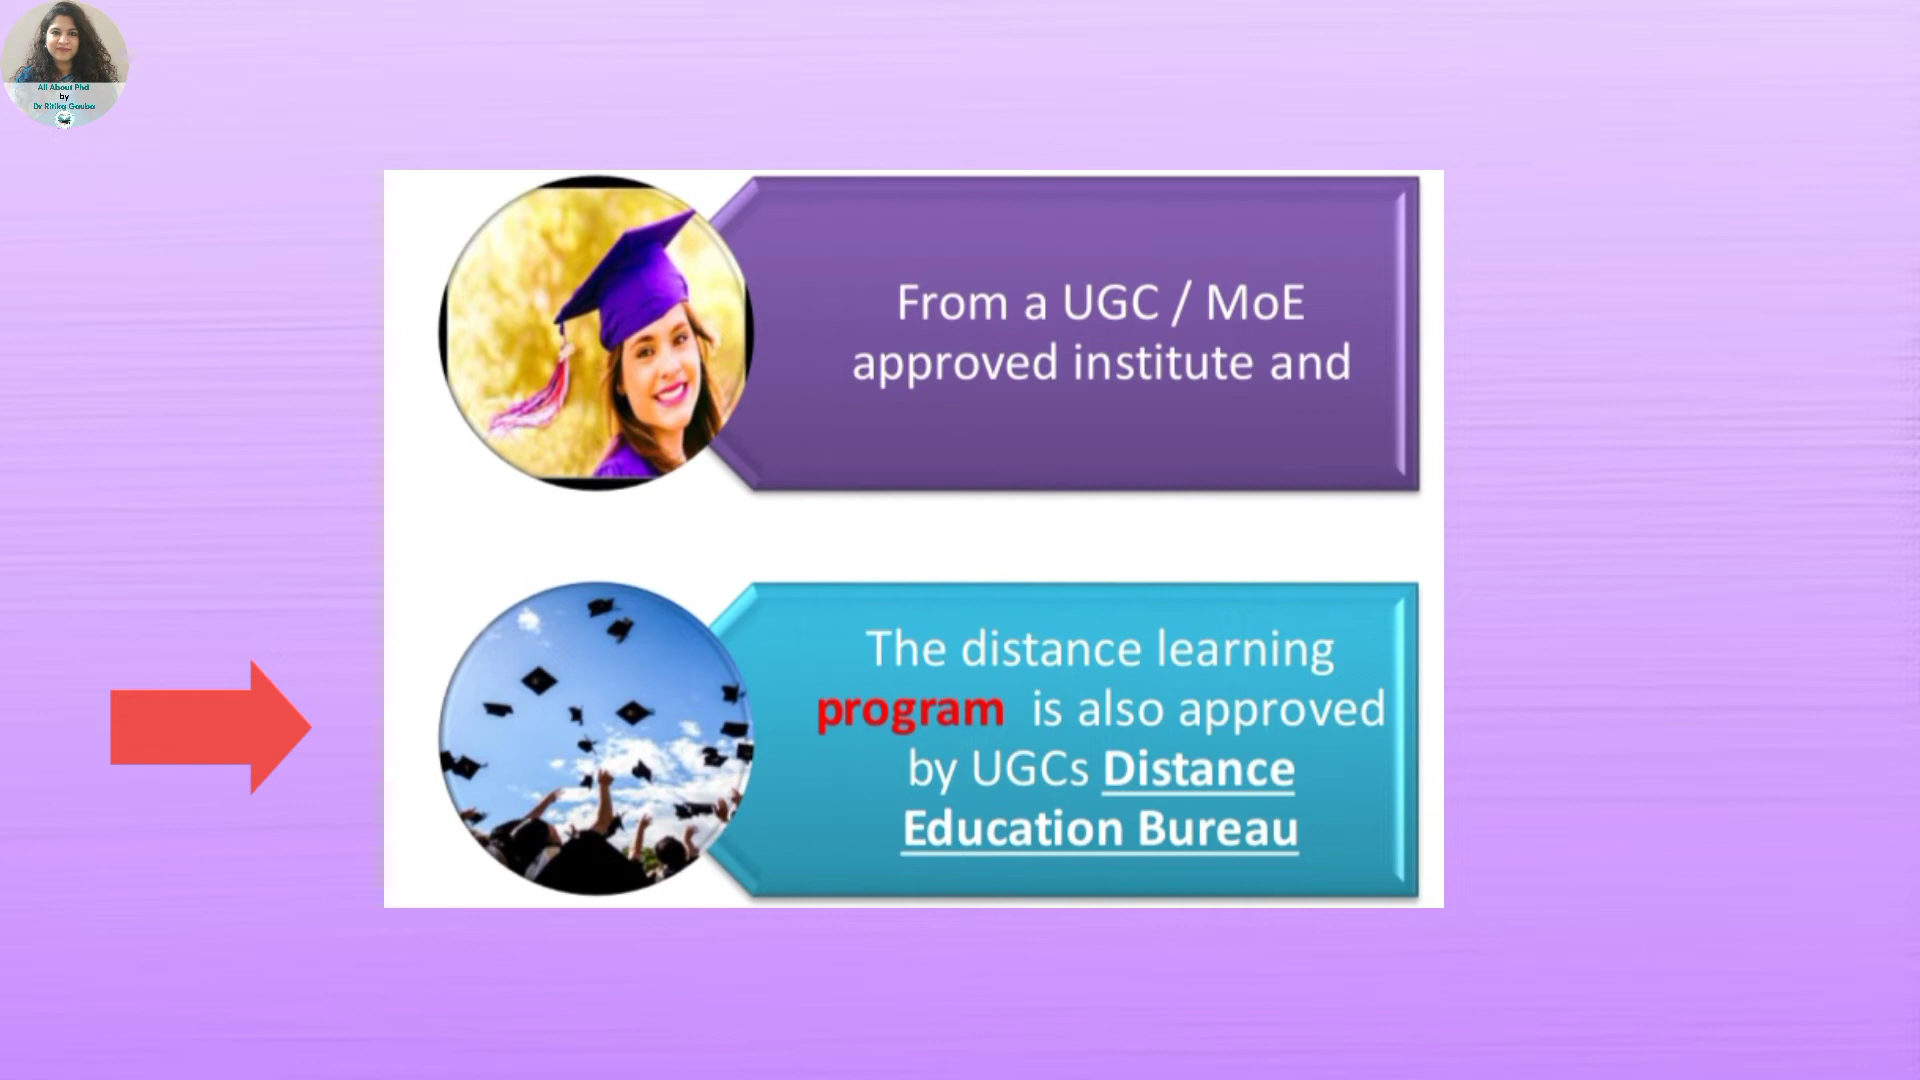 All About Phd
by
Dr Ritika Gauba
From a UGC / MoE
approved institute and
The distance learning
program is also approved
by UGCs Distance
Education Bureau